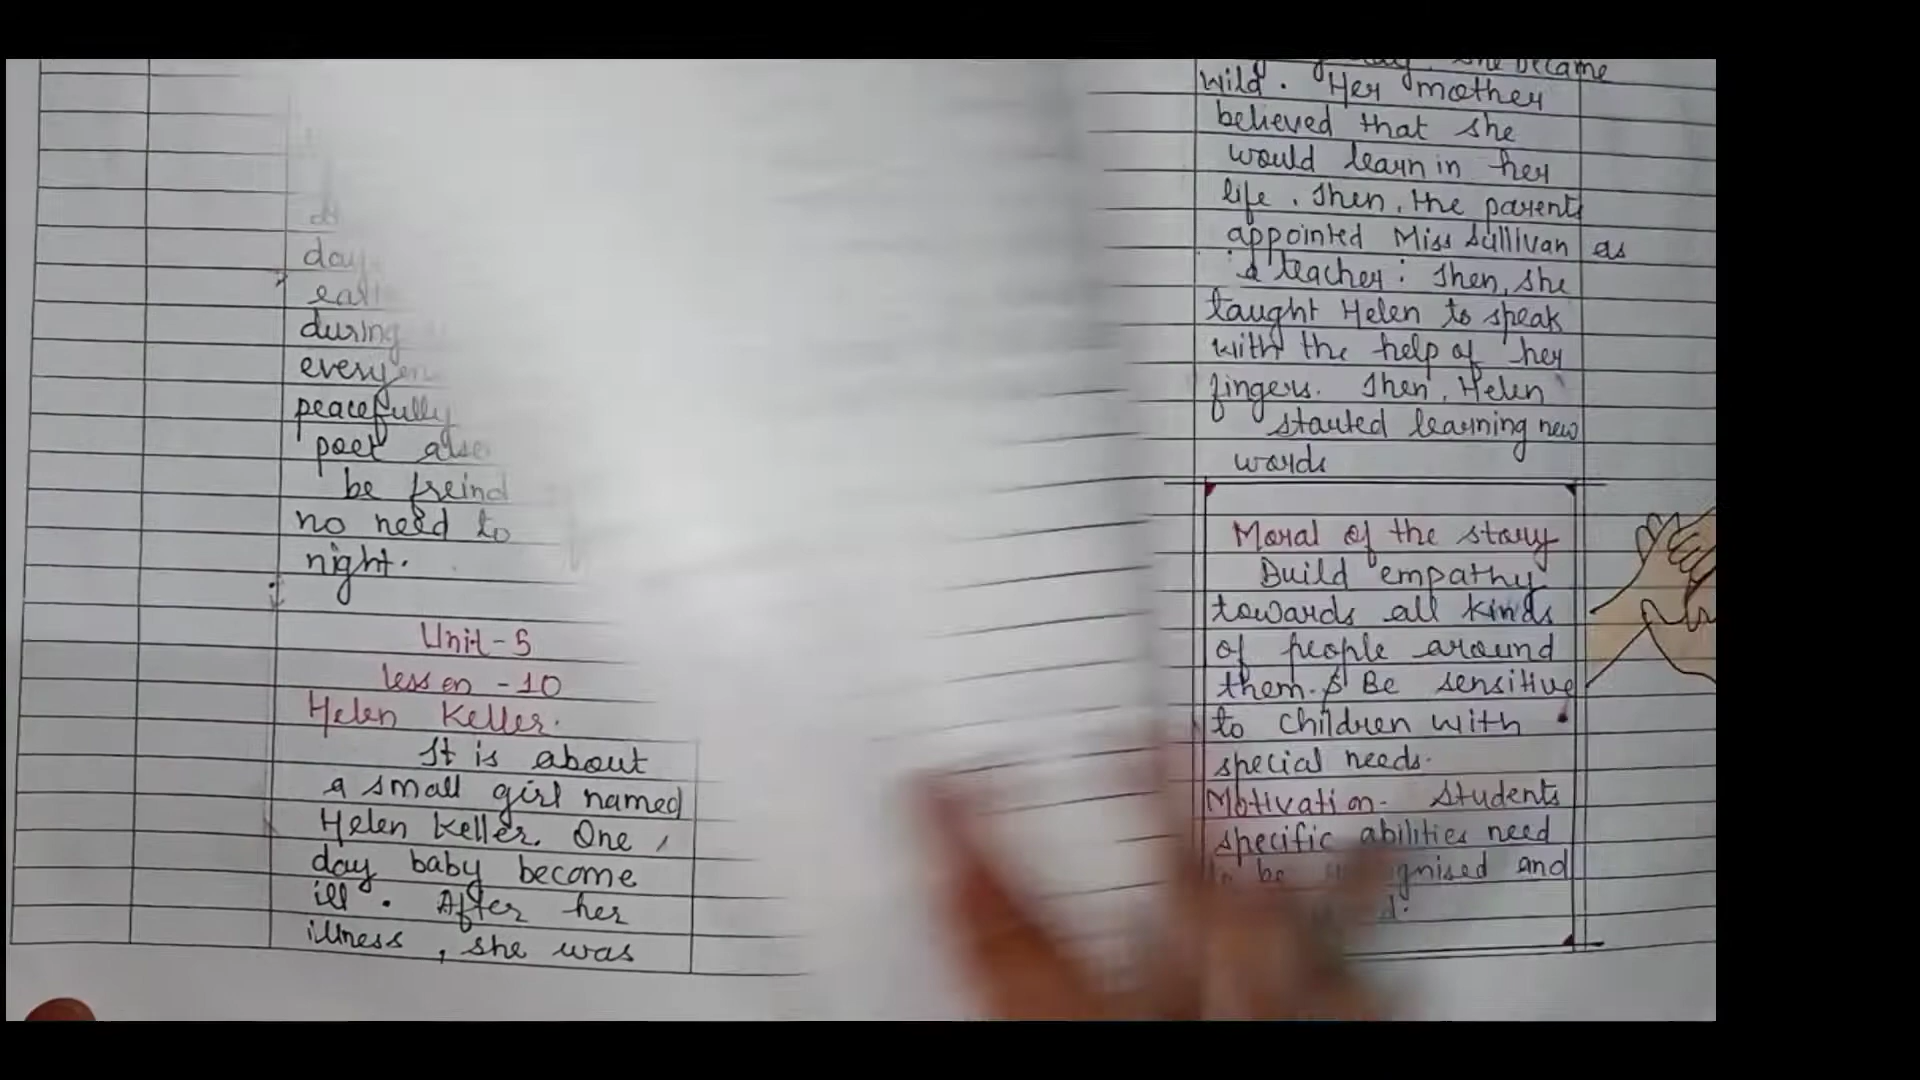 day
during
every
peacefully
poet also
be freind
no need to
night.
Unit-5
lesson -10
Helen Keller.
It is about
a small girl named
Helen Keller. One
day baby become
ill. After her
illness, she was
she became
wild. Her mother
believed that she
would learn in her
life. Then, the parents
appointed Miss Sullivan as
a teacher. Then, she
taught Helen to speak
with the help of her
fingers. Then, Helen
started learning new
words
Moral of the story
Build empathy
towards all kinds
of people around
them. Be sensitive
to children with
special needs.
Motivation- Students
specific abilities need
be and